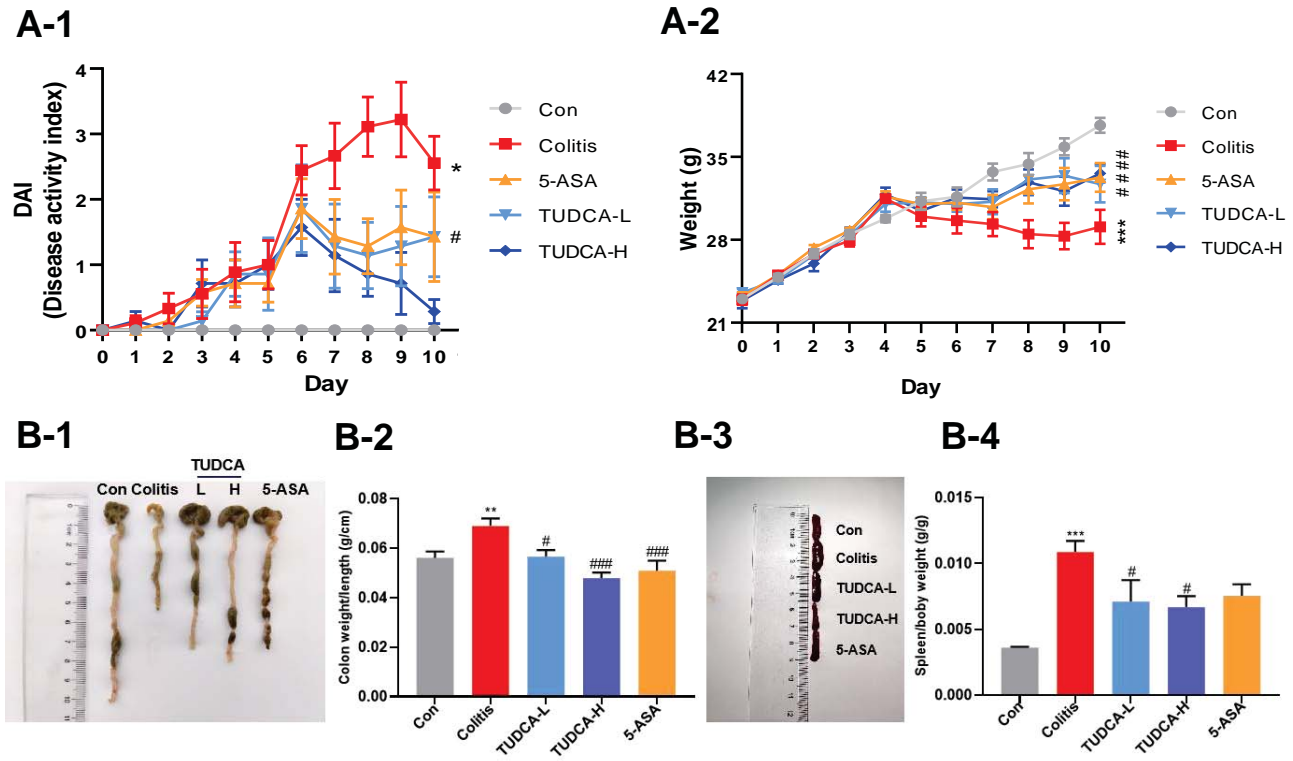 A-1
DAI
(Disease activity index)
4
3
2
1
0
0 1 2 3 4 5 6 7 8 9 10
Day
Con
Colitis
5-ASA
TUDCA-L
TUDCA-H
*
#
A-2
Weight (g)
42
35
28
21
0 1 2 3 4 5 6 7 8 9 10
Day
Con
Colitis
5-ASA
TUDCA-L
TUDCA-H
##
##
##
***
B-1
TUDCA
Con Colitis L H 5-ASA
B-2
Colon weight/length (g/cm)
0.08
0.06
0.04
0.02
0.00
**
#
###
###
Con
Colitis
TUDCA-L
TUDCA-H
5-ASA
B-3
Con
Colitis
TUDCA-L
TUDCA-H
5-ASA
B-4
Spleen/boby weight (g/g)
0.015
0.010
0.005
0.000
***
#
#
Con
Colitis
TUDCA-L
TUDCA-H
5-ASA